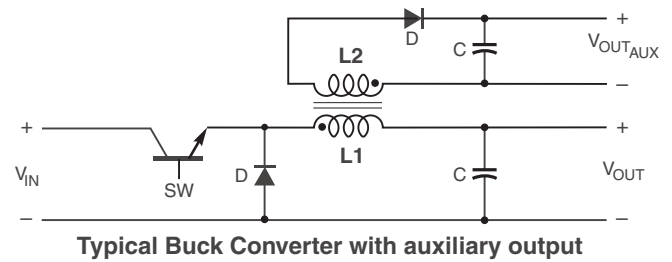 D
C
+
V_OUT_AUX
L2
−
+
+
L1
V_IN
SW
D
C
V_OUT
−
−
Typical Buck Converter with auxiliary output